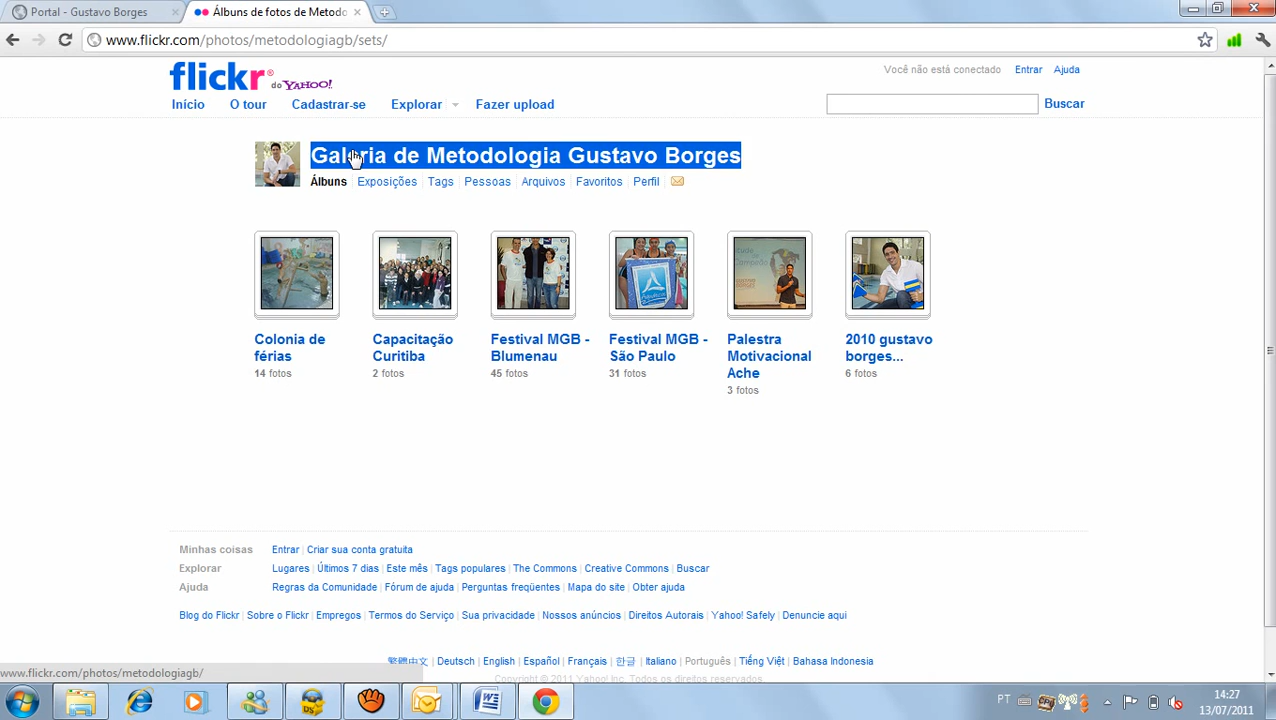 Portal - Gustavo Borges
Álbuns de fotos de Metodo
www.flickr.com/photos/metodologiagb/sets/
flickr® do YAHOO!
Você não está conectado Entrar Ajuda
Início O tour Cadastrar-se Explorar Fazer upload
Buscar
Galeria de Metodologia Gustavo Borges
Álbuns Exposições Tags Pessoas Arquivos Favoritos Perfil
Colonia de férias
14 fotos
Capacitação Curitiba
2 fotos
Festival MGB - Blumenau
45 fotos
Festival MGB - São Paulo
31 fotos
Palestra Motivacional Ache
3 fotos
2010 gustavo borges...
6 fotos
Minhas coisas Entrar Criar sua conta gratuita
Explorar Lugares Últimos 7 dias Este mês Tags populares The Commons Creative Commons Buscar
Ajuda Regras da Comunidade Fórum de ajuda Perguntas freqüentes Mapa do site Obter ajuda
Blog do Flickr Sobre o Flickr Empregos Termos do Serviço Sua privacidade Nossos anúncios Direitos Autorais Yahoo! Safely Denuncie aqui
繁體中文 Deutsch English Español Français 한글 Italiano Português Tiếng Việt Bahasa Indonesia
Copyright © 2011 Yahoo! Inc. Todos os direitos reservados.
www.flickr.com/photos/metodologiagb/
PT
14:27
13/07/2011